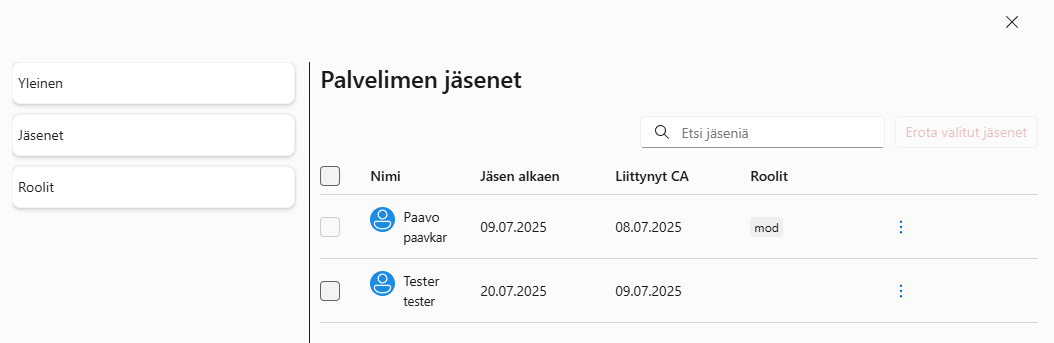 Yleinen
Jäsenet
Roolit
Palvelimen jäsenet
Etsi jäseniä
Erota valitut jäsenet
Nimi Jäsen alkaen Liittynyt CA Roolit
Paavo
paavkar 09.07.2025 08.07.2025 mod
Tester
tester 20.07.2025 09.07.2025